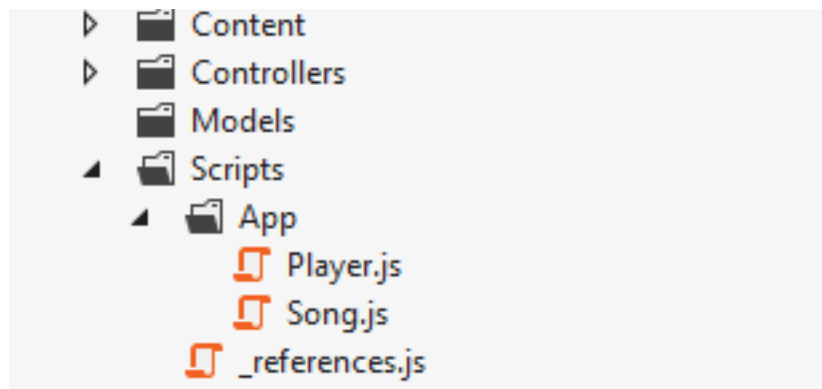 Content
Controllers
Models
Scripts
App
Player.js
Song.js
_references.js